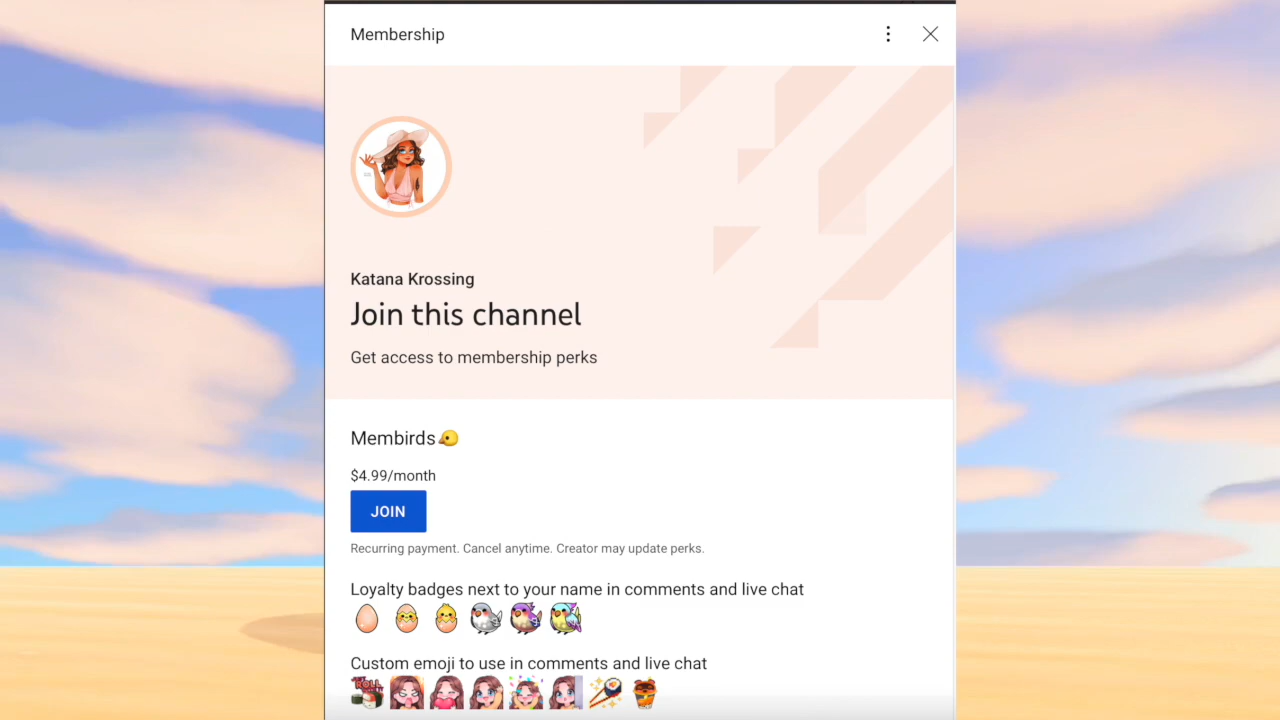 Membership
Katana Krossing
Join this channel
Get access to membership perks
Membirds
$4.99/month
JOIN
Recurring payment. Cancel anytime. Creator may update perks.
Loyalty badges next to your name in comments and live chat
Custom emoji to use in comments and live chat
ROLL